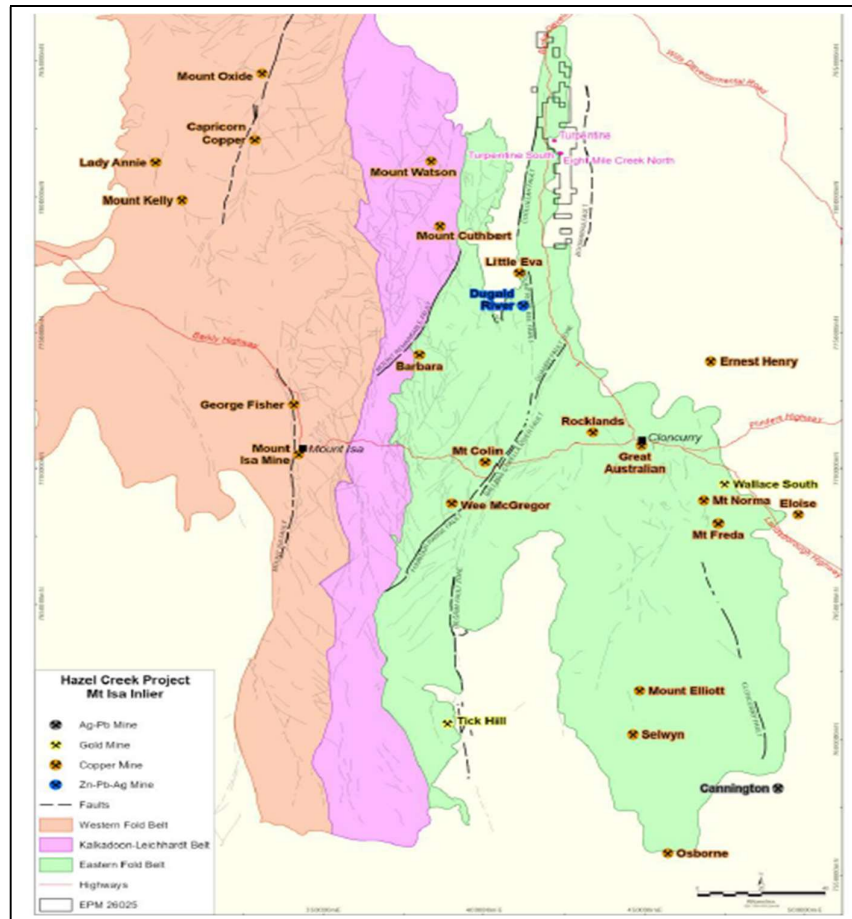 Mount Oxide
Capricorn
Copper
Lady Annie
Mount Kelly
Mount Watson
Mount Cuthbert
Turpentine
Turpentine South
Eight Mile Creek North
Little Eva
Dugald
River
Barkly Highway
Barbara
Ernest Henry
George Fisher
Mount
Isa Mine
Mount Isa
Mt Colin
Rocklands
Cloncurry
Great
Australian
Wallace South
Wee McGregor
Mt Norma
Eloise
Mt Freda
Landsborough Highway
Mount Elliott
Tick Hill
Selwyn
Cannington
Osborne
Hazel Creek Project
Mt Isa Inlier
Ag-Pb Mine
Gold Mine
Copper Mine
Zn-Pb-Ag Mine
Faults
Western Fold Belt
Kalkadoon-Leichhardt Belt
Eastern Fold Belt
Highways
EPM 26025